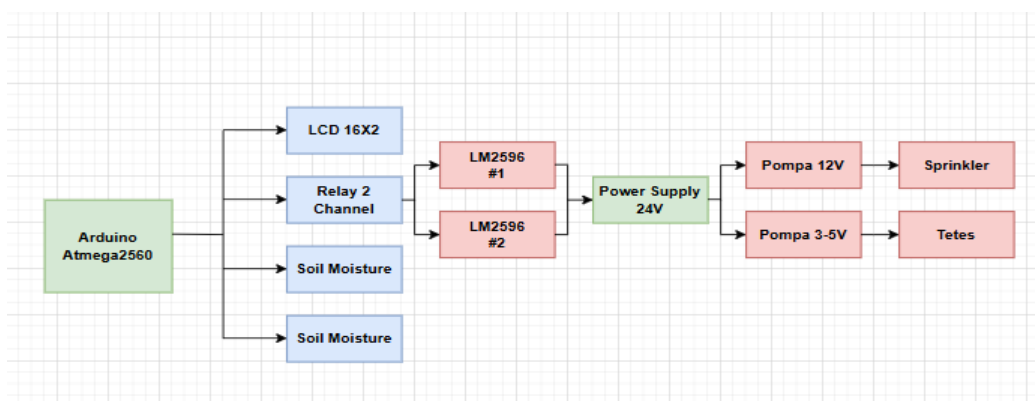 LCD 16X2
Relay 2
Channel
Arduino
Atmega2560
Soil Moisture
Soil Moisture
LM2596
#1
LM2596
#2
Power Supply
24V
Pompa 12V
Sprinkler
Pompa 3-5V
Tetes